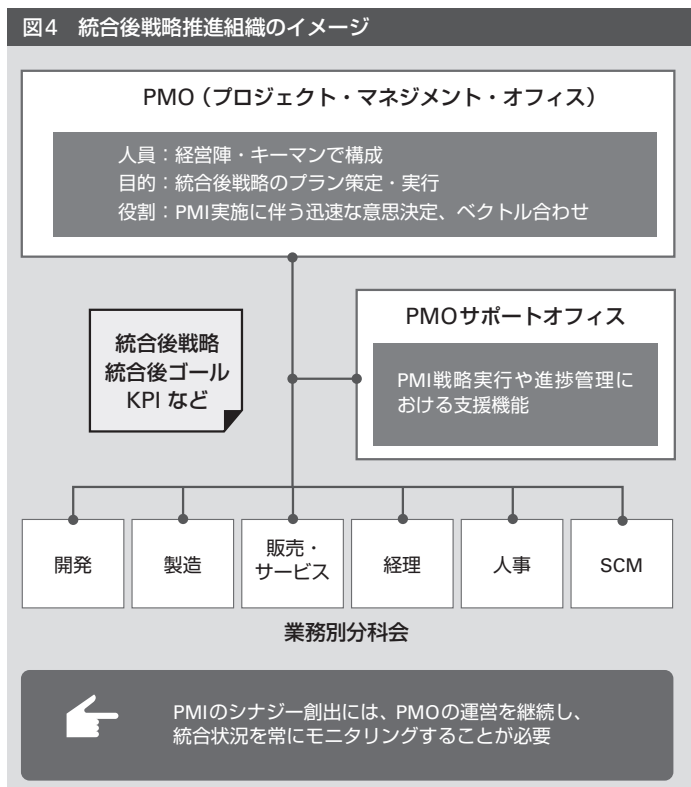 図4　統合後戦略推進組織のイメージ
PMO（プロジェクト・マネジメント・オフィス）
人員：経営陣・キーマンで構成
目的：統合後戦略のプラン策定・実行
役割：PMI実施に伴う迅速な意思決定、ベクトル合わせ
統合後戦略
統合後ゴール
KPI など
PMOサポートオフィス
PMI戦略実行や進捗管理に
おける支援機能
開発
製造
販売・
サービス
経理
人事
SCM
業務別分科会
PMIのシナジー創出には、PMOの運営を継続し、
統合状況を常にモニタリングすることが必要